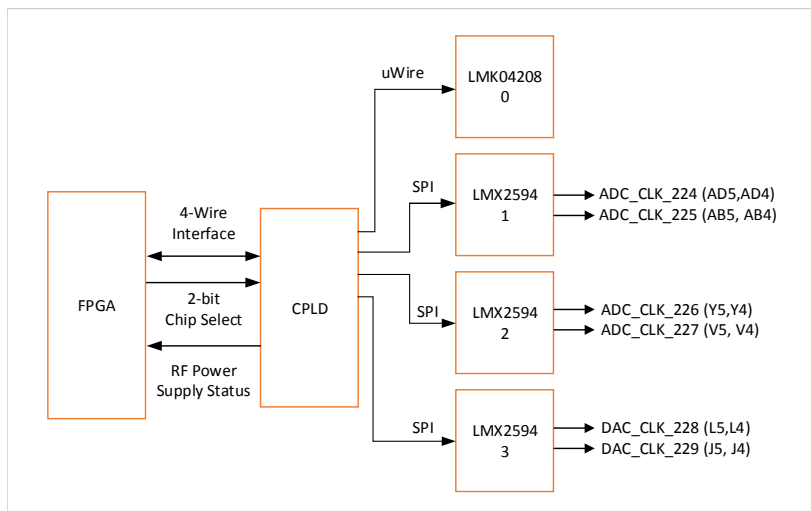 uWire
LMK04208
0
SPI
LMX2594
1
ADC_CLK_224 (AD5,AD4)
ADC_CLK_225 (AB5, AB4)
4-Wire
Interface
FPGA
2-bit
Chip Select
CPLD
RF Power
Supply Status
SPI
LMX2594
2
ADC_CLK_226 (Y5,Y4)
ADC_CLK_227 (V5, V4)
SPI
LMX2594
3
DAC_CLK_228 (L5,L4)
DAC_CLK_229 (J5, J4)